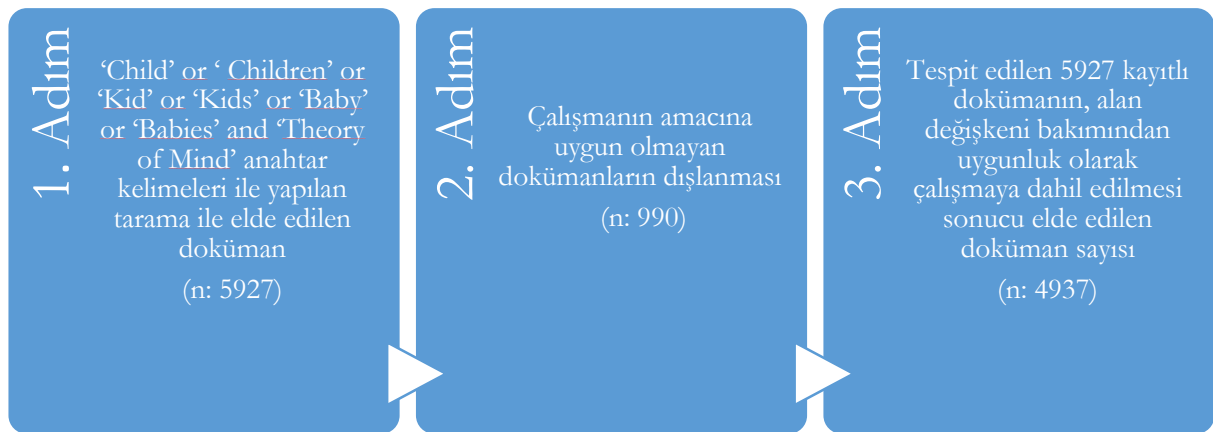 1. Adım
‘Child’ or ‘ Children’ or
‘Kid’ or ‘Kids’ or ‘Baby’
or ‘Babies’ and ‘Theory
of Mind’ anahtar
kelimeleri ile yapılan
tarama ile elde edilen
doküman
(n: 5927)
2. Adım
Çalışmanın amacına
uygun olmayan
dokümanların dışlanması
(n: 990)
3. Adım
Tespit edilen 5927 kayıtlı
dokümanın, alan
değişkeni bakımından
uygunluk olarak
çalışmaya dahil edilmesi
sonucu elde edilen
doküman sayısı
(n: 4937)